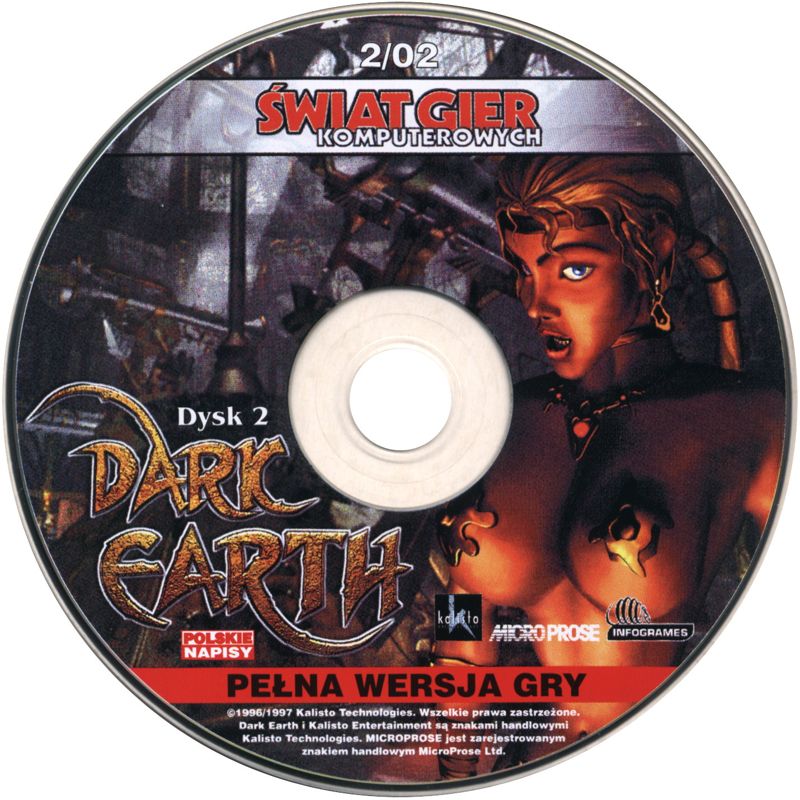 2/02
ŚWIAT GIER
KOMPUTEROWYCH
Dysk 2
DARK
EARTH
POLSKIE
NAPISY
kalisto
MICROPROSE
INFOGRAMES
PEŁNA WERSJA GRY
©1996/1997 Kalisto Technologies. Wszelkie prawa zastrzeżone.
Dark Earth i Kalisto Entertainment są znakami handlowymi
Kalisto Technologies. MICROPROSE jest zarejestrowanym
znakiem handlowym MicroProse Ltd.